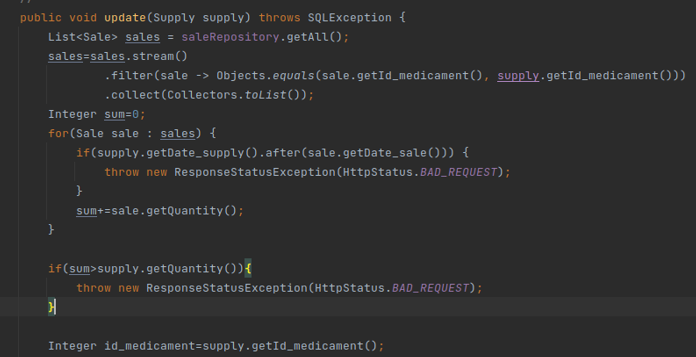 public void update(Supply supply) throws SQLException {
List<Sale> sales = saleRepository.getAll();
sales=sales.stream()
.filter(sale -> Objects.equals(sale.getId_medicament(), supply.getId_medicament()))
.collect(Collectors.toList());
Integer sum=0;
for(Sale sale : sales) {
if(supply.getDate_supply().after(sale.getDate_sale())) {
throw new ResponseStatusException(HttpStatus.BAD_REQUEST);
}
sum+=sale.getQuantity();
}
if(sum>supply.getQuantity()){
throw new ResponseStatusException(HttpStatus.BAD_REQUEST);
}
Integer id_medicament=supply.getId_medicament();